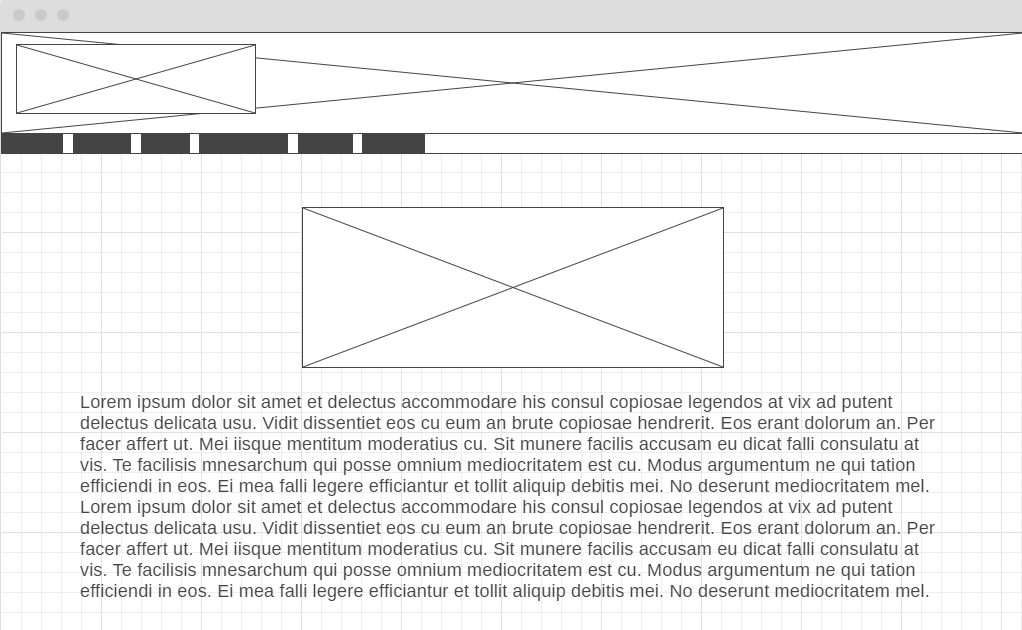 Lorem ipsum dolor sit amet et delectus accommodare his consul copiosae legendos at vix ad putent
delectus delicata usu. Vidit dissentiet eos cu eum an brute copiosae hendrerit. Eos erant dolorum an. Per
facer affert ut. Mei iisque mentitum moderatius cu. Sit munere facilis accusam eu dicat falli consulatu at
vis. Te facilisis mnesarchum qui posse omnium mediocritatem est cu. Modus argumentum ne qui tation
efficiendi in eos. Ei mea falli legere efficiantur et tollit aliquip debitis mei. No deserunt mediocritatem mel.
Lorem ipsum dolor sit amet et delectus accommodare his consul copiosae legendos at vix ad putent
delectus delicata usu. Vidit dissentiet eos cu eum an brute copiosae hendrerit. Eos erant dolorum an. Per
facer affert ut. Mei iisque mentitum moderatius cu. Sit munere facilis accusam eu dicat falli consulatu at
vis. Te facilisis mnesarchum qui posse omnium mediocritatem est cu. Modus argumentum ne qui tation
efficiendi in eos. Ei mea falli legere efficiantur et tollit aliquip debitis mei. No deserunt mediocritatem mel.